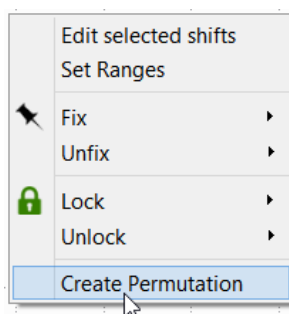 Edit selected shifts
Set Ranges
Fix
Unfix
Lock
Unlock
Create Permutation